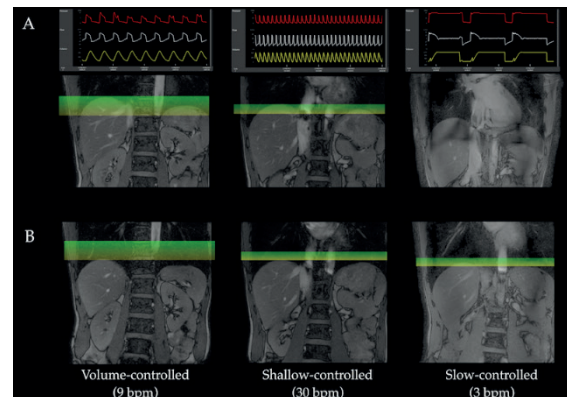 A
B
Volume-controlled
(9 bpm)
Shallow-controlled
(30 bpm)
Slow-controlled
(3 bpm)